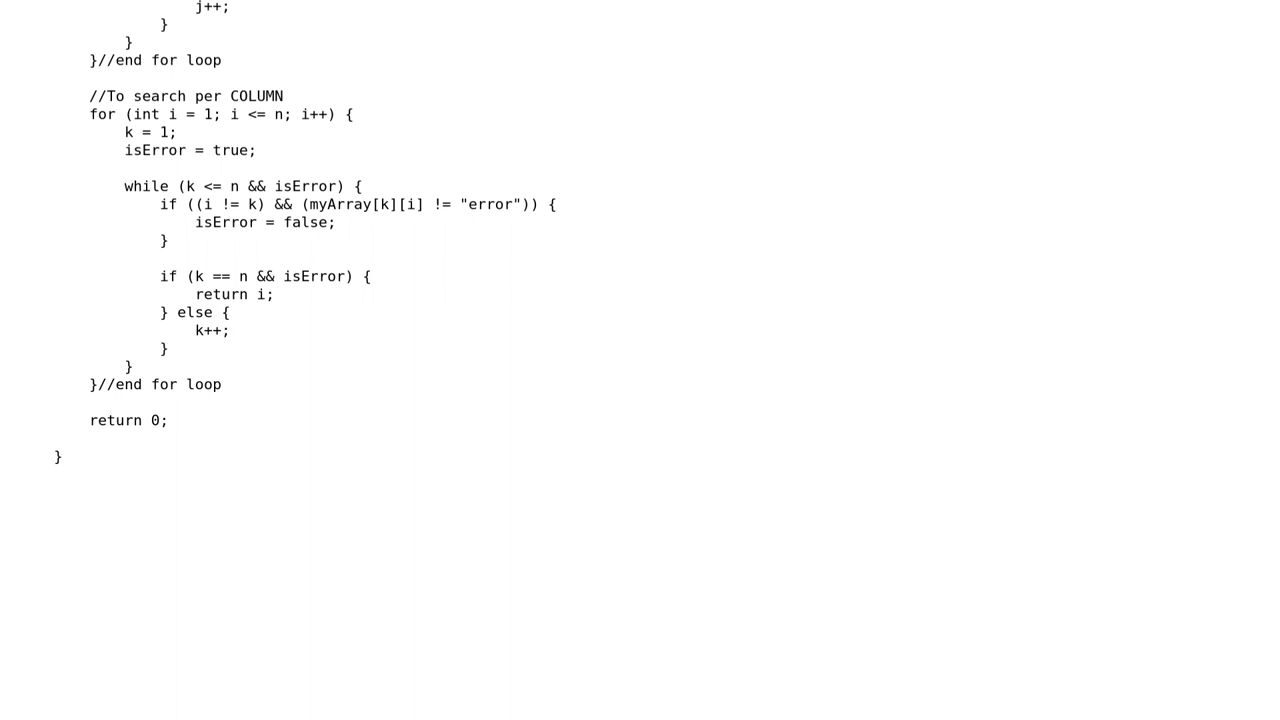 j++;
}
}
}//end for loop
//To search per COLUMN
for (int i = 1; i <= n; i++) {
k = 1;
isError = true;
while (k <= n && isError) {
if ((i != k) && (myArray[k][i] != "error")) {
isError = false;
}
if (k == n && isError) {
return i;
} else {
k++;
}
}
}//end for loop
return 0;
}